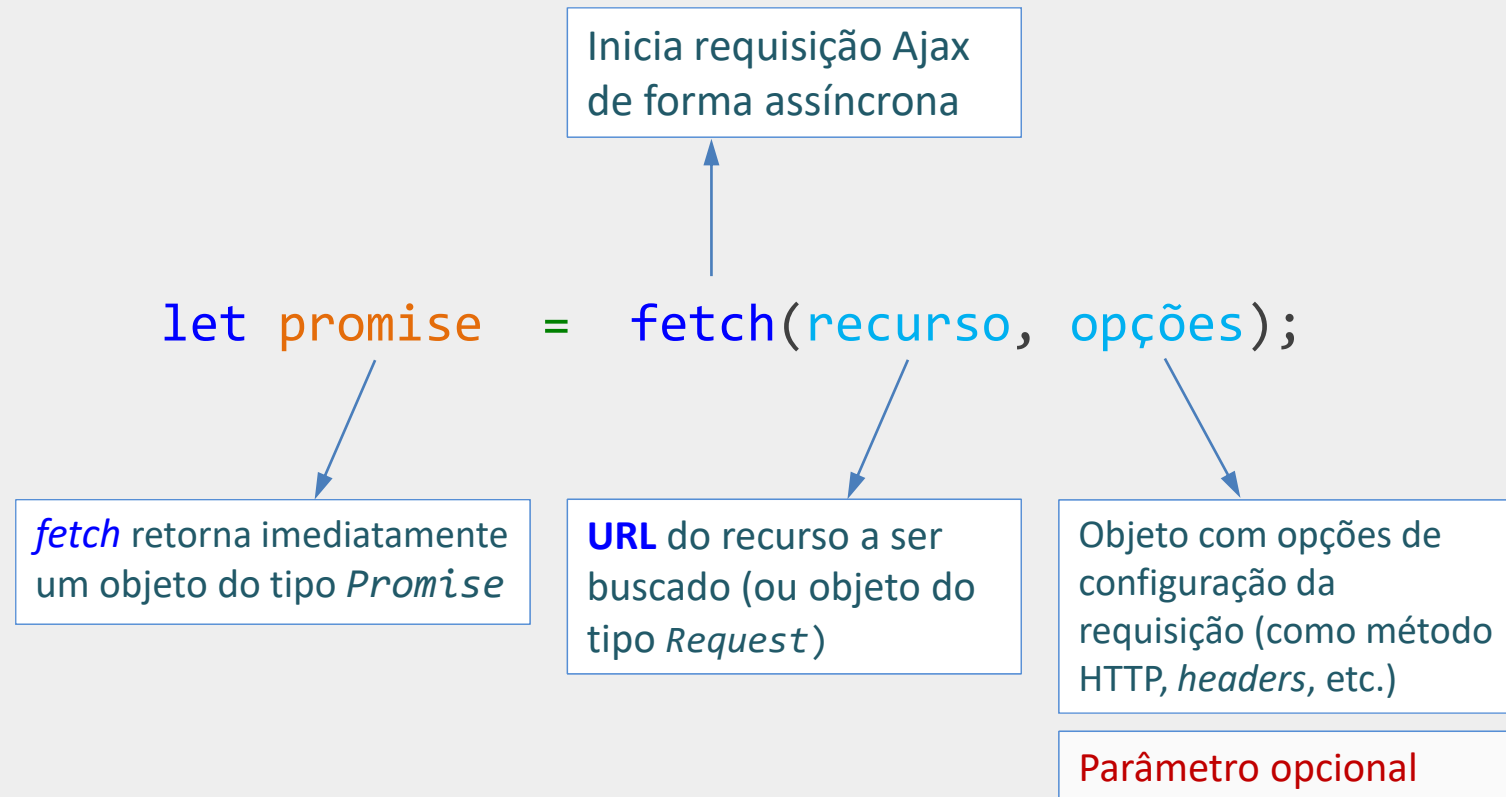 Inicia requisição Ajax
de forma assíncrona
let promise = fetch(recurso, opções);
fetch retorna imediatamente
um objeto do tipo Promise
URL do recurso a ser
buscado (ou objeto do
tipo Request)
Objeto com opções de
configuração da
requisição (como método
HTTP, headers, etc.)
Parâmetro opcional